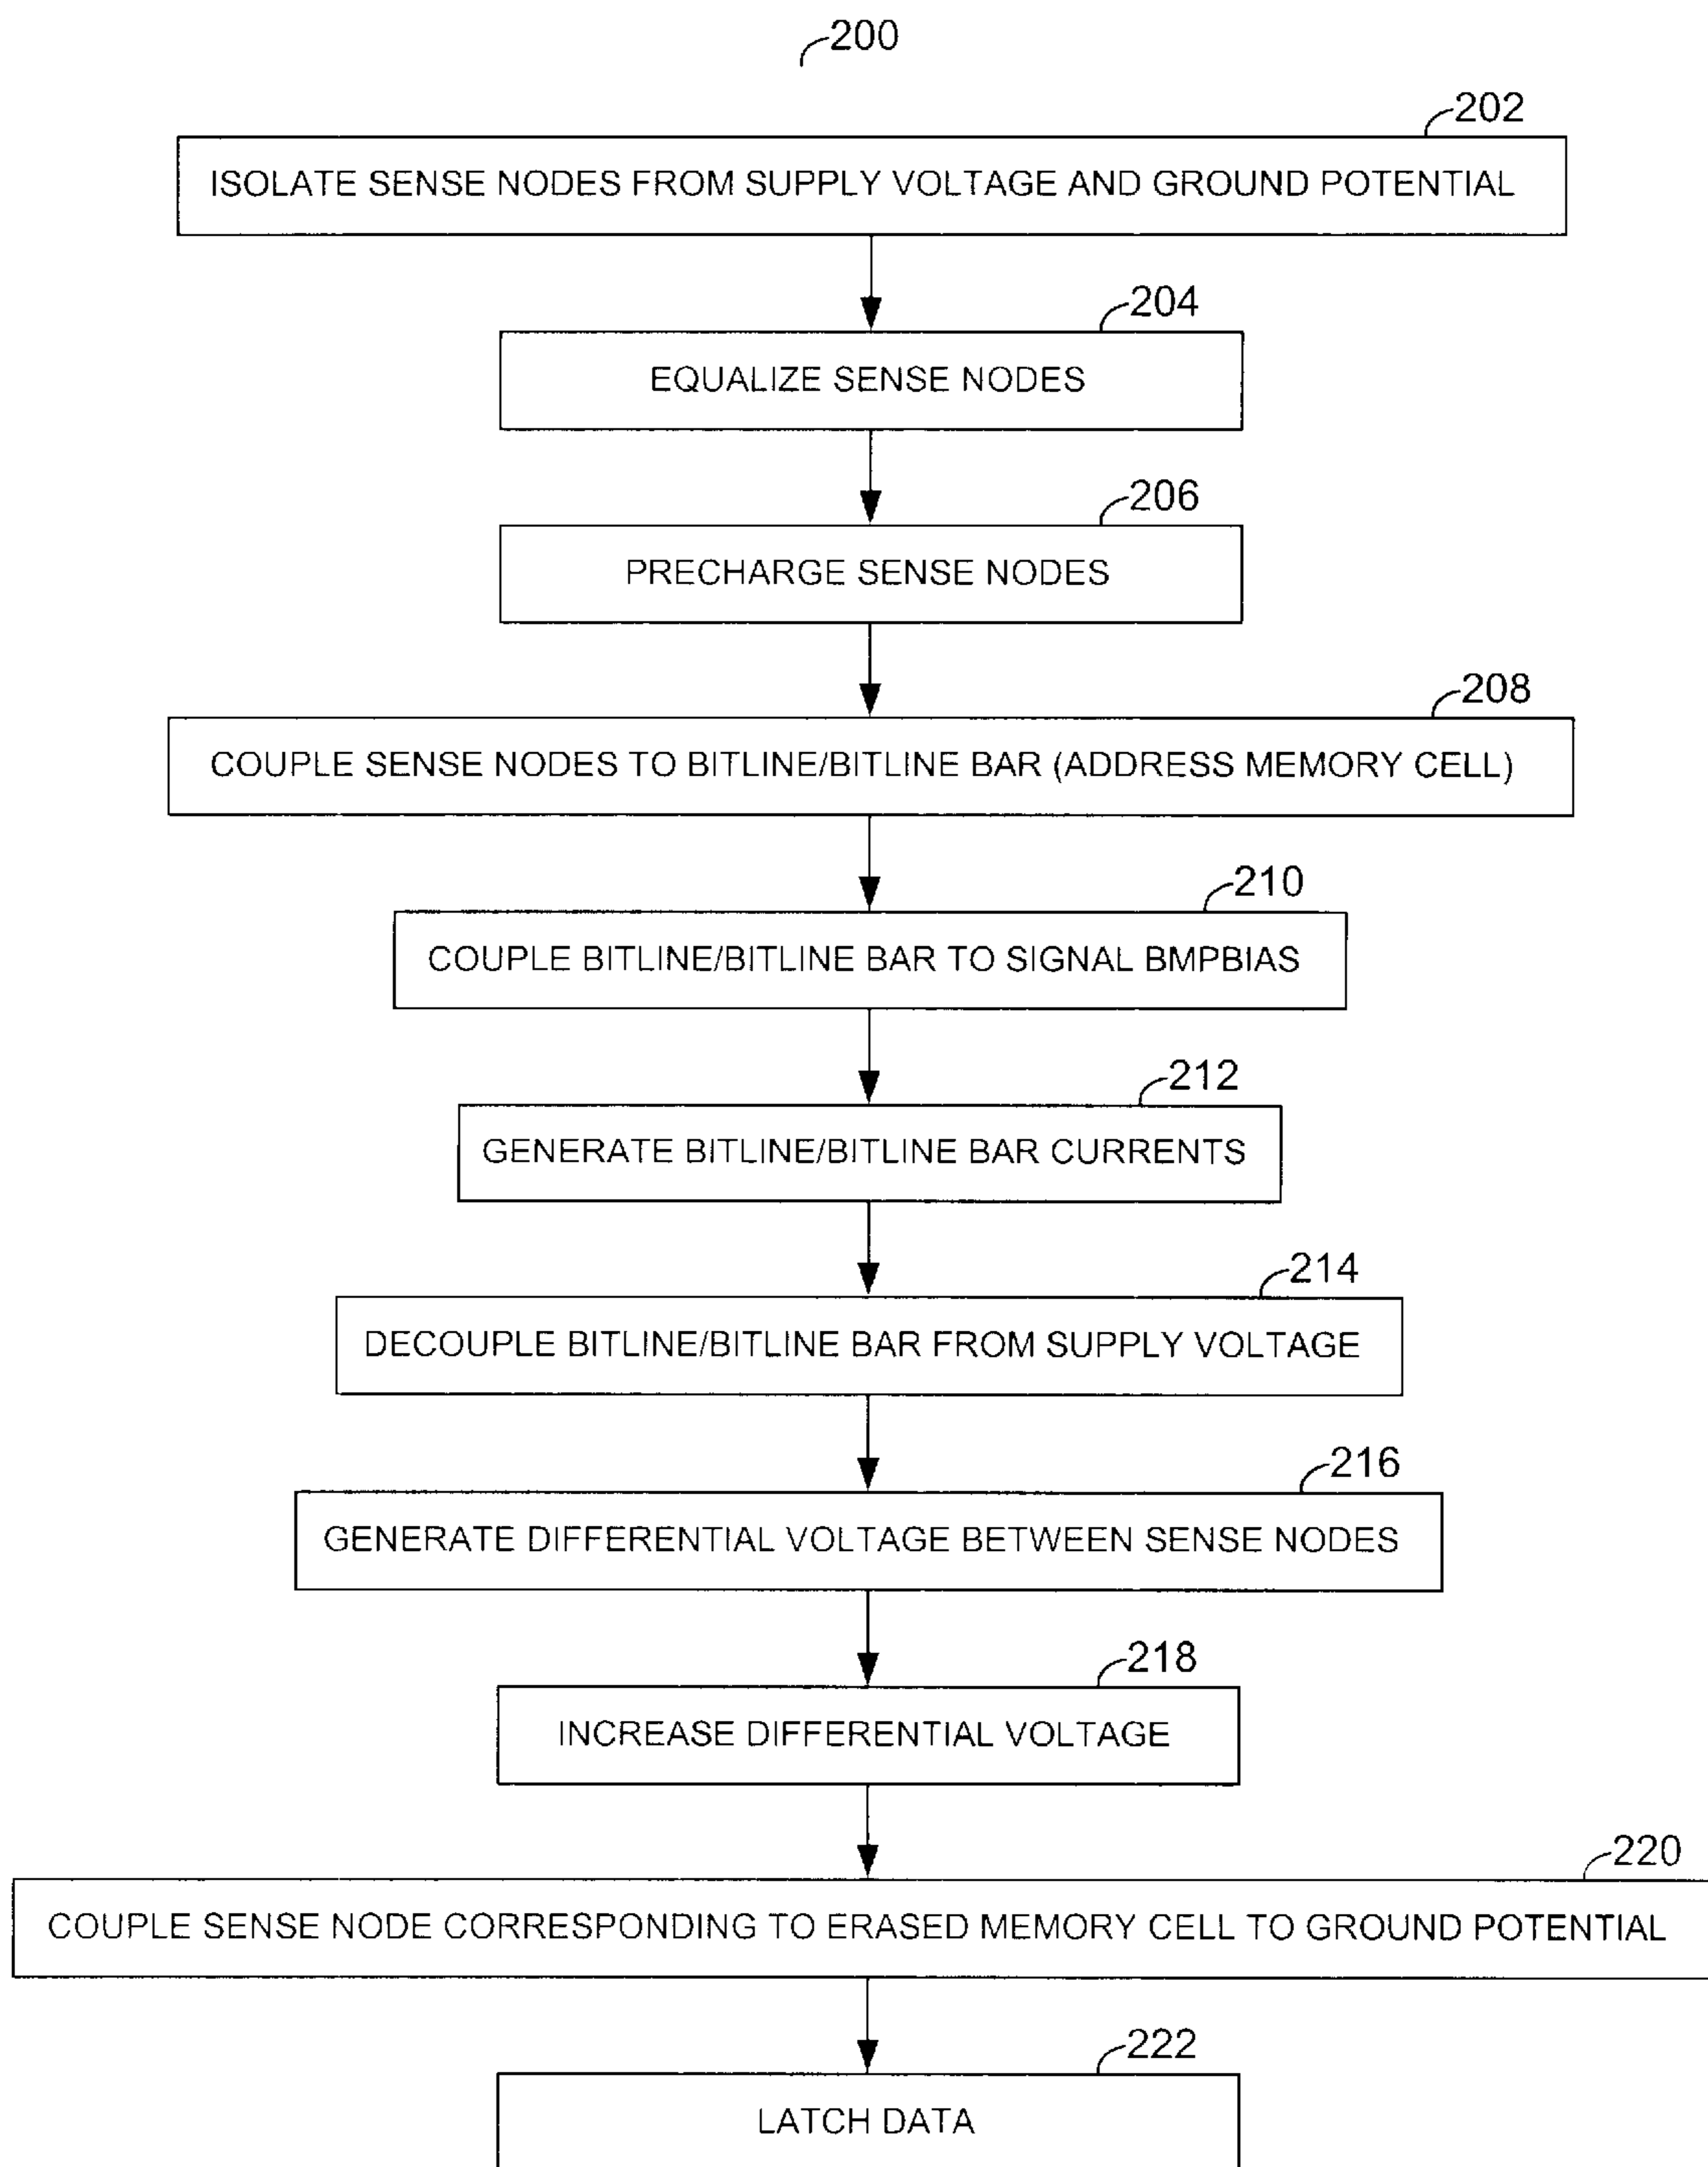 200
202
ISOLATE SENSE NODES FROM SUPPLY VOLTAGE AND GROUND POTENTIAL
204
EQUALIZE SENSE NODES
206
PRECHARGE SENSE NODES
208
COUPLE SENSE NODES TO BITLINE/BITLINE BAR (ADDRESS MEMORY CELL)
210
COUPLE BITLINE/BITLINE BAR TO SIGNAL BMPBIAS
212
GENERATE BITLINE/BITLINE BAR CURRENTS
214
DECOUPLE BITLINE/BITLINE BAR FROM SUPPLY VOLTAGE
216
GENERATE DIFFERENTIAL VOLTAGE BETWEEN SENSE NODES
218
INCREASE DIFFERENTIAL VOLTAGE
220
COUPLE SENSE NODE CORRESPONDING TO ERASED MEMORY CELL TO GROUND POTENTIAL
222
LATCH DATA